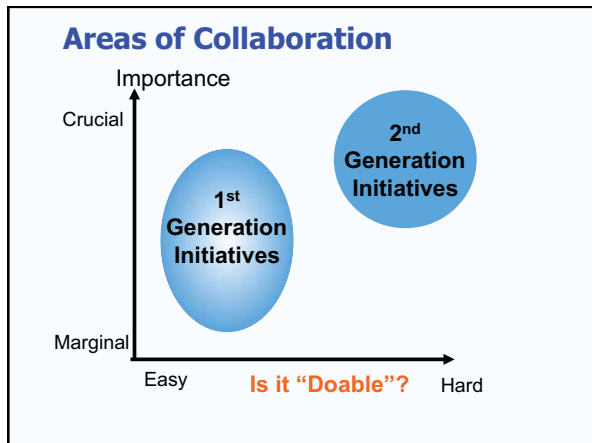 Areas of Collaboration
Importance
Crucial
2nd
Generation
Initiatives
1st
Generation
Initiatives
Marginal
Easy
Is it “Doable”?
Hard